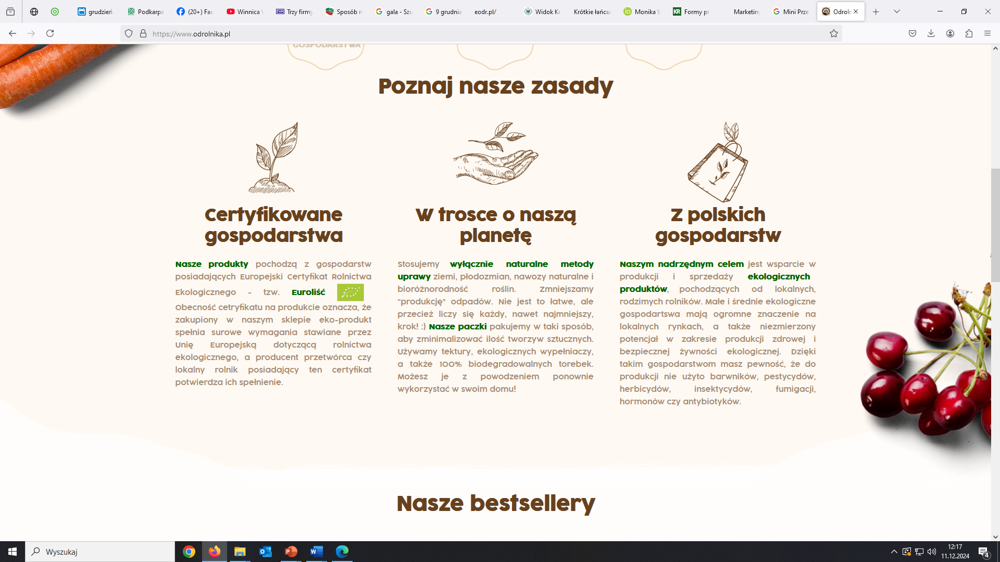 grudzień
Podkarpa
(20+) Fac
Winnica
Trzy firmy
Sposób n
gala - Szu
9 grudnia
eodr.pl/
Widok Kr
Krótkie łańcu
Monika W
Formy pr
Marketing
Mini Prze
Odroln
https://www.odrolnika.pl
GOSPODARSTWA
Poznaj nasze zasady
Certyfikowane
gospodarstwa
Nasze produkty pochodzą z gospodarstw
posiadających Europejski Certyfikat Rolnictwa
Ekologicznego - tzw. Euroliść
Obecność cetryfikatu na produkcie oznacza, że
zakupiony w naszym sklepie eko-produkt
spełnia surowe wymagania stawiane przez
Unię Europejską dotyczącą rolnictwa
ekologicznego, a producent przetwórca czy
lokalny rolnik posiadający ten certyfikat
potwierdza ich spełnienie.
W trosce o naszą
planetę
Stosujemy wyłącznie naturalne metody
uprawy ziemi, płodozmian, nawozy naturalne i
bioróżnorodność roślin. Zmniejszamy
"produkcję” odpadów. Nie jest to łatwe, ale
przecież liczy się każdy, nawet najmniejszy,
krok! :) Nasze paczki pakujemy w taki sposób,
aby zminimalizować ilość tworzyw sztucznych.
Używamy tektury, ekologicznych wypełniaczy,
a także 100% biodegradowalnych torebek.
Możesz je z powodzeniem ponownie
wykorzystać w swoim domu!
Z polskich
gospodarstw
Naszym nadrzędnym celem jest wsparcie w
produkcji i sprzedaży ekologicznych
produktów, pochodzących od lokalnych,
rodzimych rolników. Małe i średnie ekologiczne
gospodartswa mają ogromne znaczenie na
lokalnych rynkach, a także niezmierzony
potencjał w zakresie produkcji zdrowej i
bezpiecznej żywności ekologicznej. Dzięki
takim gospodarstwom masz pewność, że do
produkcji nie użyto barwników, pestycydów,
herbicydów, insektycydów, fumigacji,
hormonów czy antybiotyków.
Nasze bestsellery
Wyszukaj
12:17
11.12.2024
4